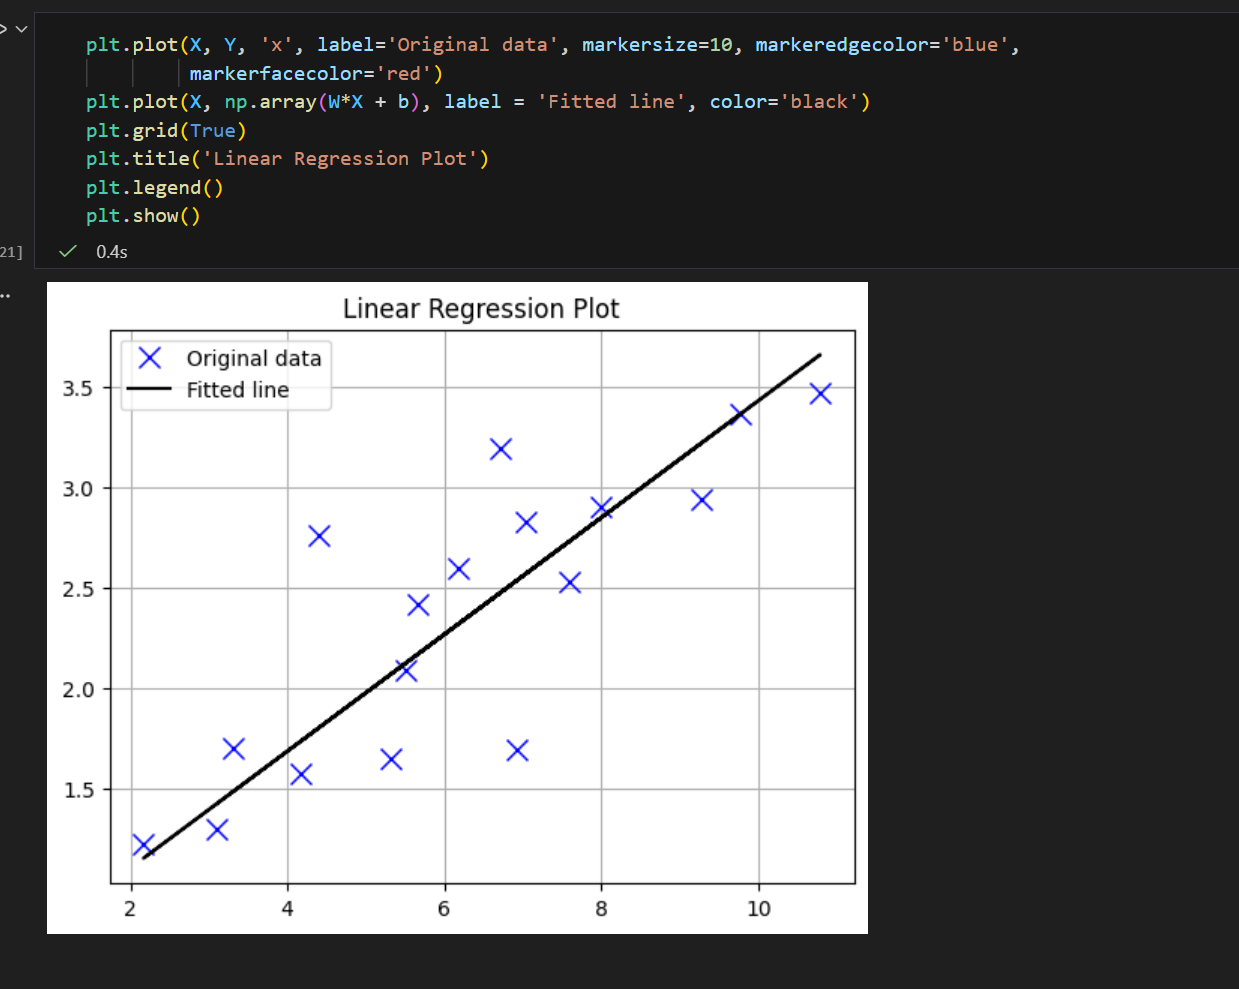 plt.plot(X, Y, 'x', label='Original data', markersize=10, markeredgecolor='blue',
markerfacecolor='red')
plt.plot(X, np.array(W*X + b), label = 'Fitted line', color='black')
plt.grid(True)
plt.title('Linear Regression Plot')
plt.legend()
plt.show()
21]
0.4s
Linear Regression Plot
Original data
Fitted line
3.5
3.0
2.5
2.0
1.5
2 4 6 8 10